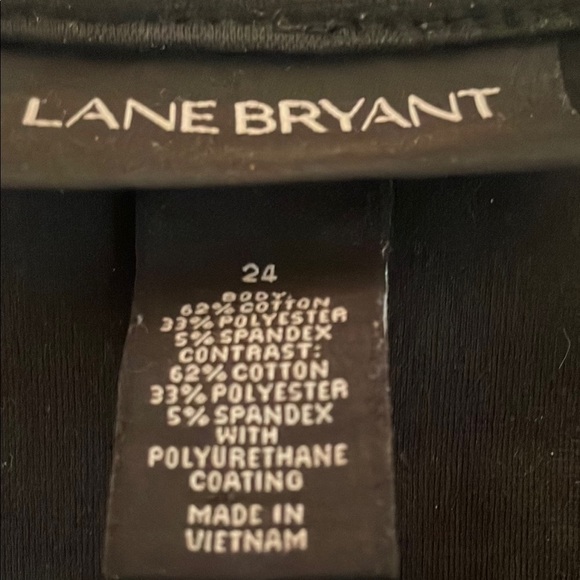 LANE BRYANT
24
BODY:
62% COTTON
33% POLYESTER
5% SPANDEX
CONTRAST:
62% COTTON
33% POLYESTER
5% SPANDEX
WITH
POLYURETHANE
COATING
MADE IN
VIETNAM